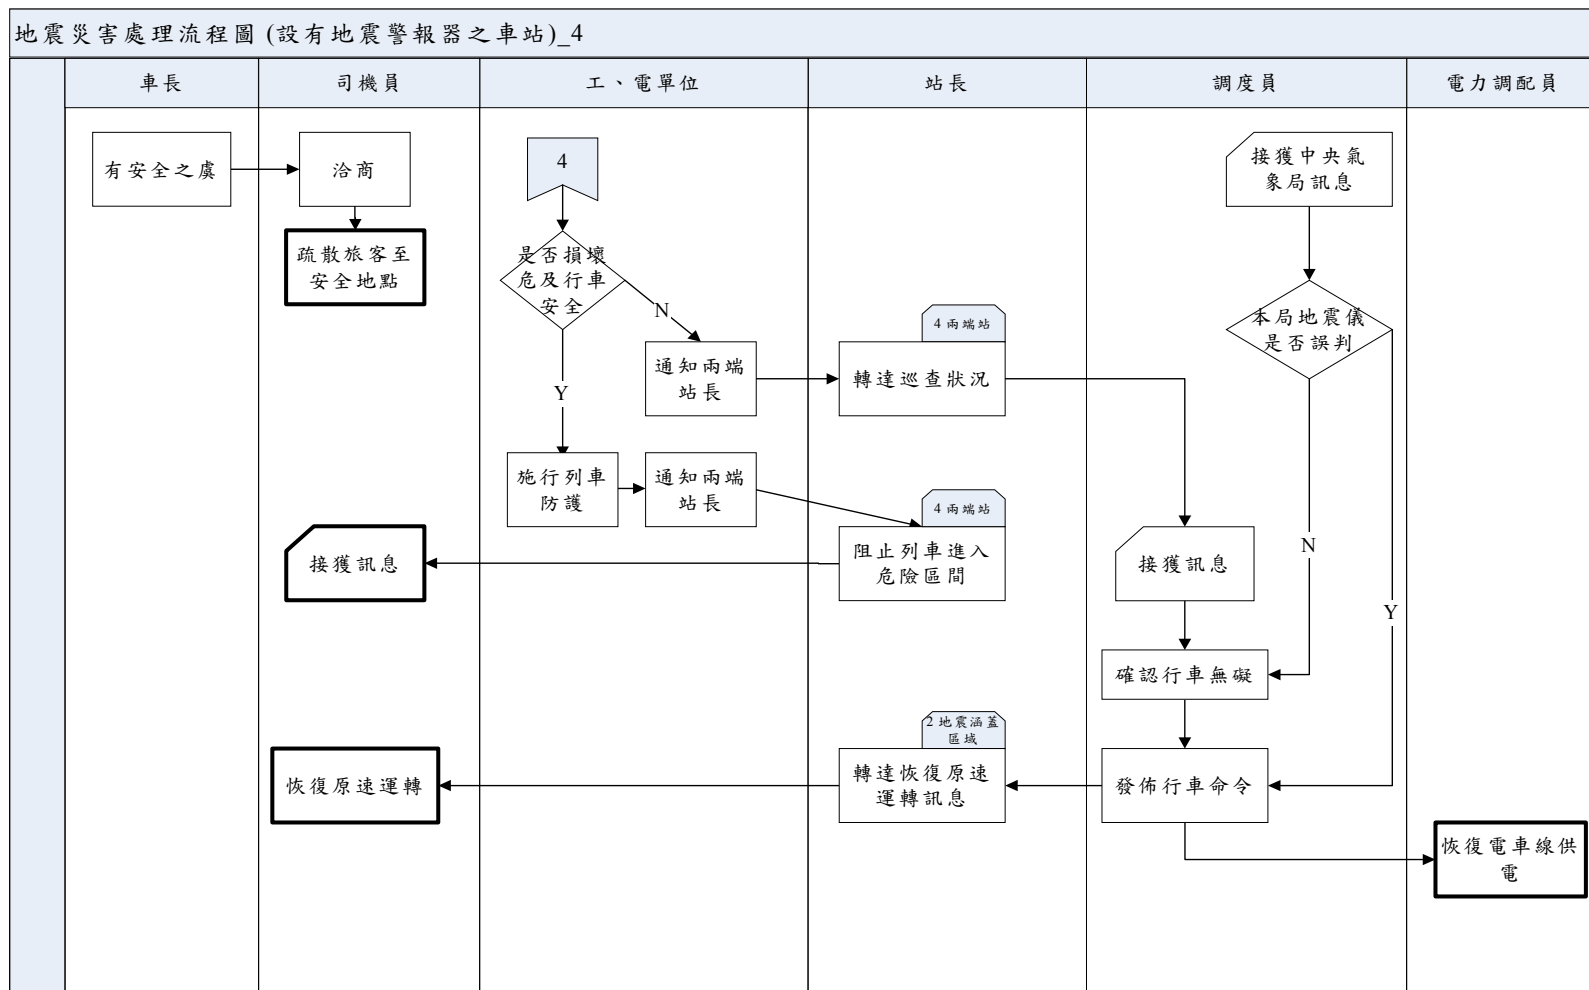 地震災害處理流程圖 (設有地震警報器之車站)_4
車長
司機員
工、電單位
站長
調度員
電力調配員
有安全之虞
洽商
4
接獲中央氣
象局訊息
疏散旅客至
安全地點
是否損壞
危及行車
安全
N
Y
4 兩端站
本局地震儀
是否誤判
通知兩端
站長
轉達巡查狀況
施行列車
防護
通知兩端
站長
4 兩端站
接獲訊息
阻止列車進入
危險區間
接獲訊息
N
Y
確認行車無礙
2 地震涵蓋
區域
恢復原速運轉
轉達恢復原速
運轉訊息
發佈行車命令
恢復電車線供
電